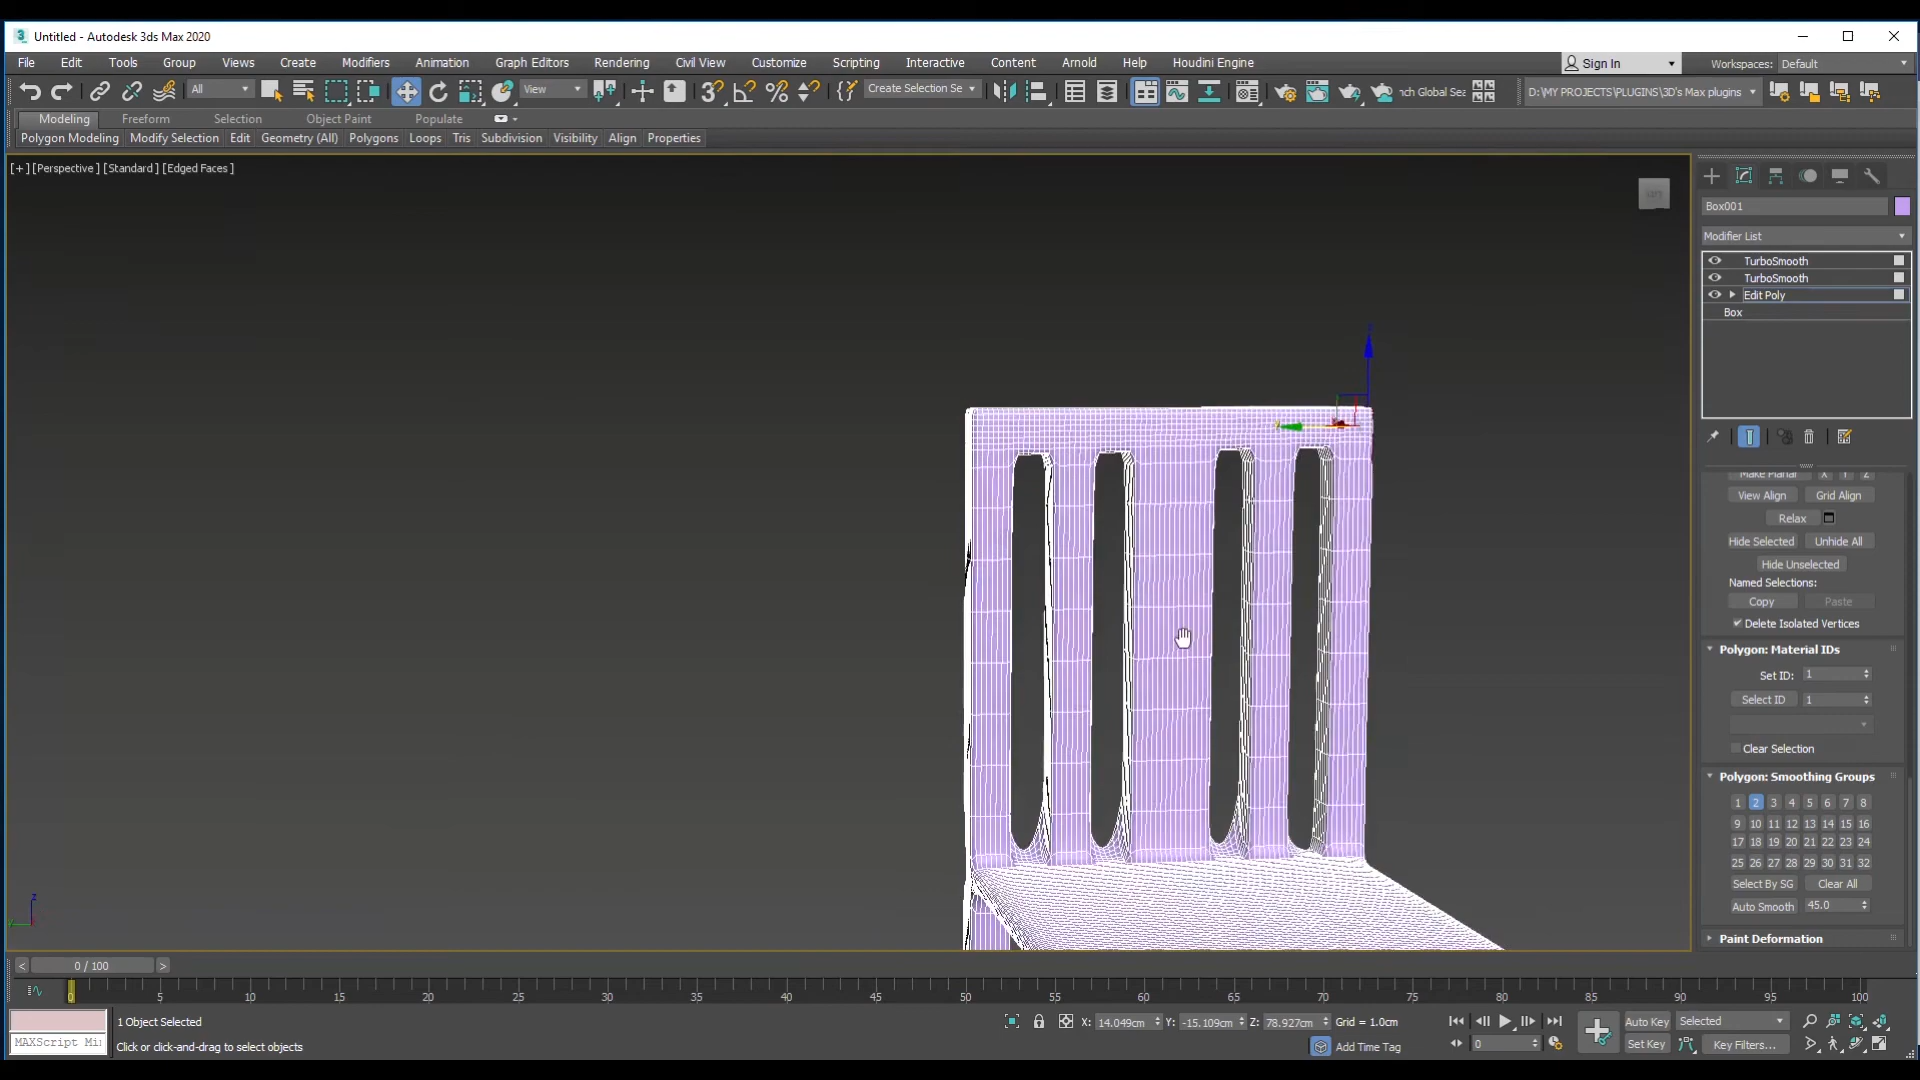 Untitled - Autodesk 3ds Max 2020
File Edit Tools Group Views Create Modifiers Animation Graph Editors Rendering Civil View Customize Scripting Interactive Content Arnold Help Houdini Engine
Sign In
Workspaces: Default
All
View
Create Selection Se
nch Global Sea
D:\MY PROJECTS\PLUGINS\3D's Max plugins
Modeling Freeform Selection Object Paint Populate
Polygon Modeling Modify Selection Edit Geometry (All) Polygons Loops Tris Subdivision Visibility Align Properties
[+] [Perspective ] [Standard ] [Edged Faces ]
Box001
Modifier List
TurboSmooth
TurboSmooth
Edit Poly
Box
Make Planar X Y Z
View Align Grid Align
Relax
Hide Selected Unhide All
Hide Unselected
Named Selections:
Copy Paste
Delete Isolated Vertices
Polygon: Material IDs
Set ID: 1
Select ID 1
Clear Selection
Polygon: Smoothing Groups
1 2 3 4 5 6 7 8
9 10 11 12 13 14 15 16
17 18 19 20 21 22 23 24
25 26 27 28 29 30 31 32
Select By SG Clear All
Auto Smooth 45.0
Paint Deformation
z
< 0 / 100 >
0 5 10 15 20 25 30 35 40 45 50 55 60 65 70 75 80 85 90 95 100
1 Object Selected
X: 14.049cm Y: -15.109cm Z: 78.927cm Grid = 1.0cm
Auto Key Selected
MAXScript Mi
Click or click-and-drag to select objects
Add Time Tag
0
Set Key Key Filters...